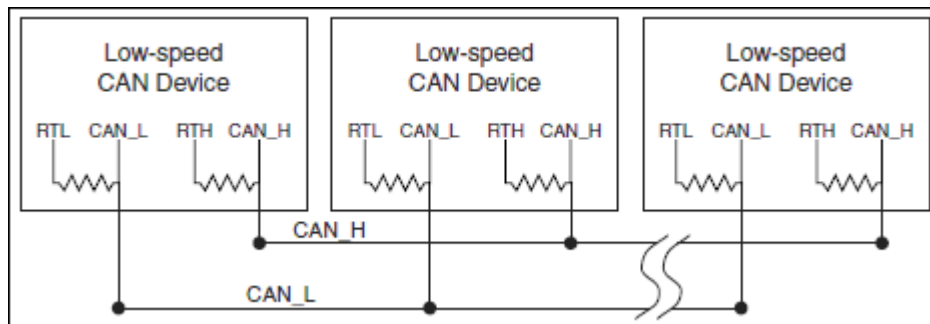 Low-speed
CAN Device
RTL CAN_L RTH CAN_H
Low-speed
CAN Device
RTL CAN_L RTH CAN_H
Low-speed
CAN Device
RTL CAN_L RTH CAN_H
CAN_H
CAN_L